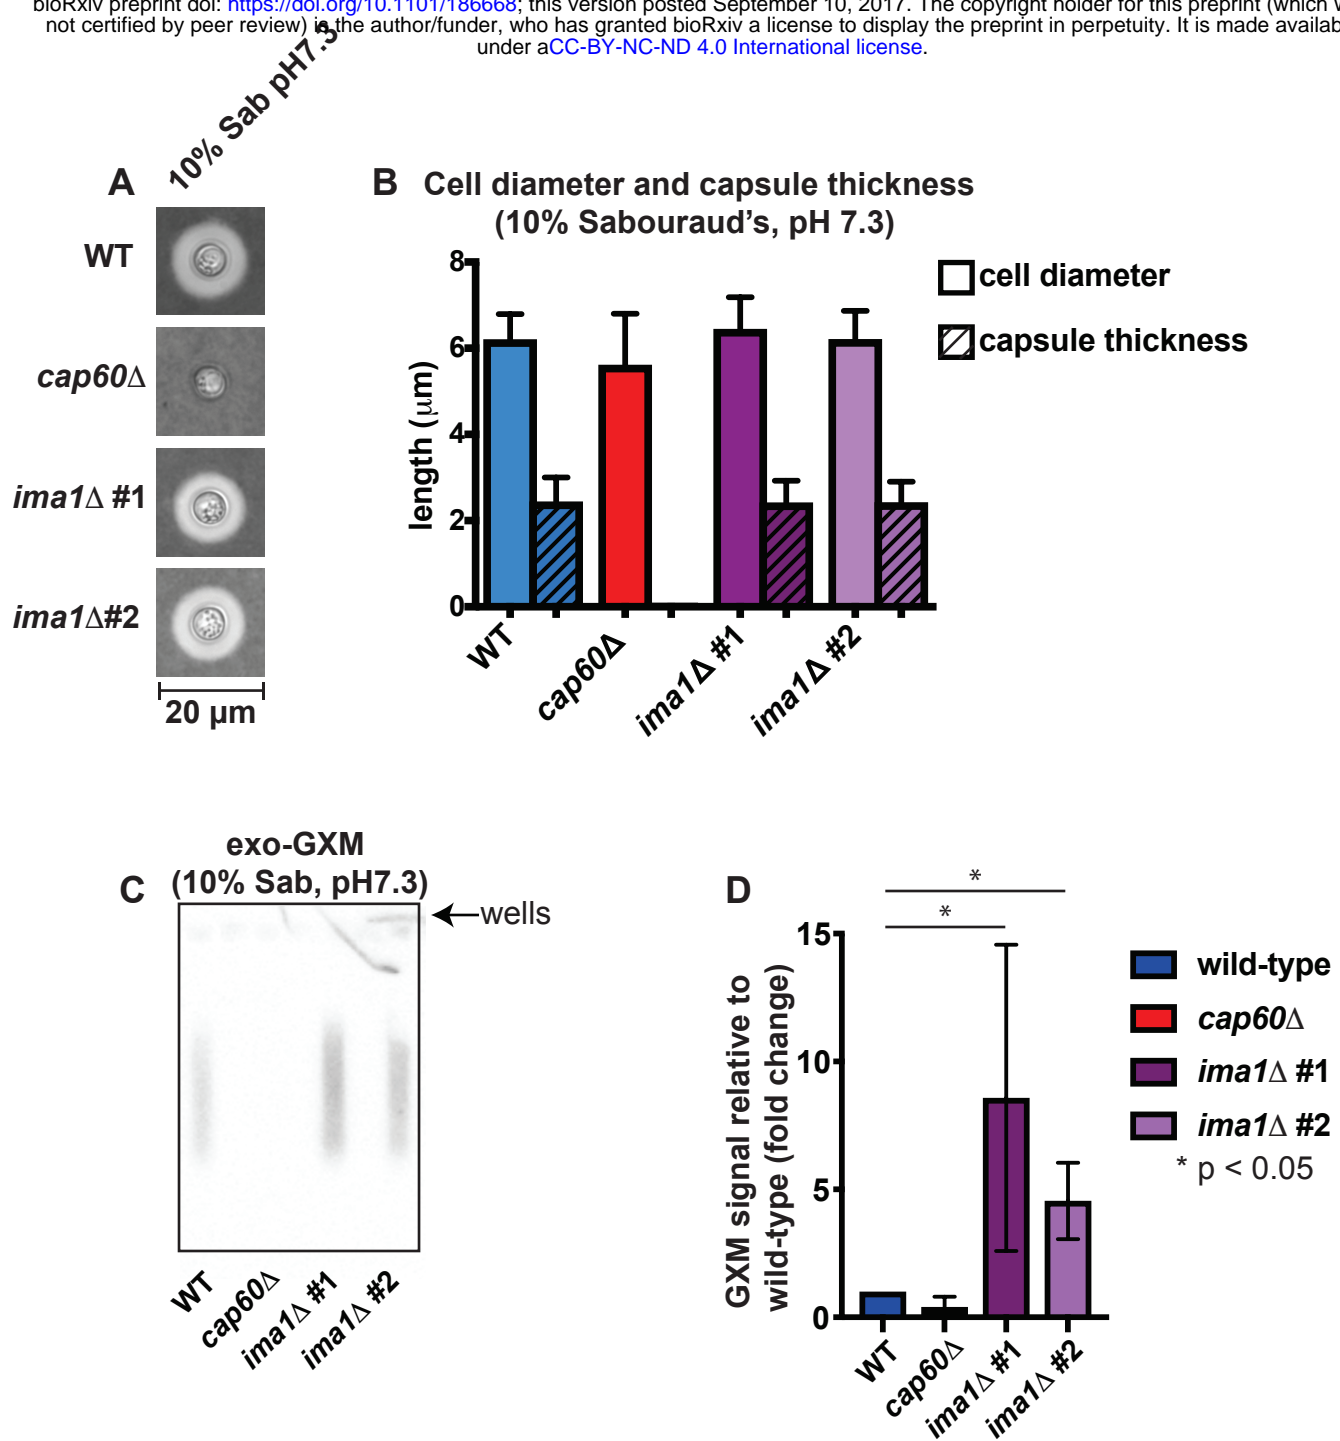 bioRxiv preprint doi: https://doi.org/10.1101/186668; this version posted September 10, 2017. The copyright holder for this preprint (which
not certified by peer review) is the author/funder, who has granted bioRxiv a license to display the preprint in perpetuity. It is made
under aCC-BY-NC-ND 4.0 International license.
10% Sab pH7.3
A
WT
cap60Δ
ima1Δ #1
ima1Δ#2
20 µm
B Cell diameter and capsule thickness
(10% Sabouraud's, pH 7.3)
length (µm)
8
6
4
2
0
WT
cap60Δ
ima1Δ #1
ima1Δ #2
cell diameter
capsule thickness
C
exo-GXM
(10% Sab, pH7.3)
wells
WT
cap60Δ
ima1Δ #1
ima1Δ #2
D
GXM signal relative to
wild-type (fold change)
*
*
15
10
5
0
WT
cap60Δ
ima1Δ #1
ima1Δ #2
wild-type
cap60Δ
ima1Δ #1
ima1Δ #2
* p < 0.05